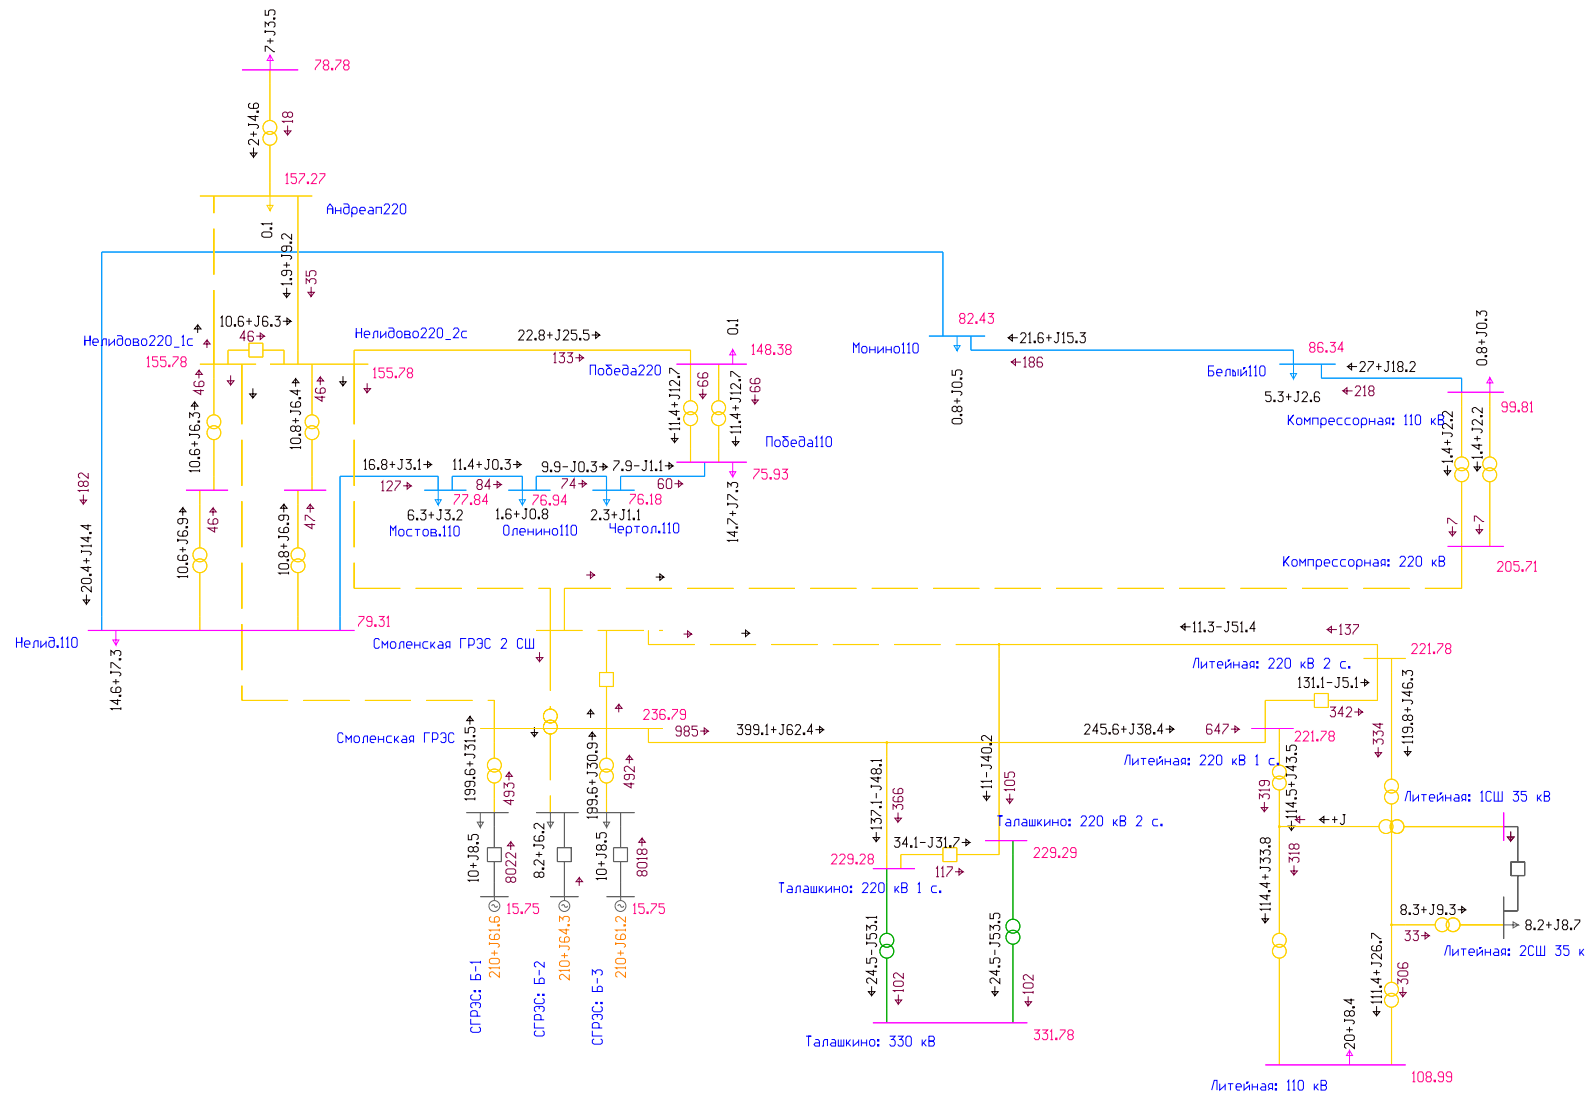 7+J3.5
78.78
2+J4.6
18
157.27
Андреап220
0.1
1.9+J9.2
35
10.6+J6.3
46
Нелидово220_1с
155.78
Нелидово220_2с
155.78
22.8+J25.5
133
0.1
148.38
Победа220
66
66
11.4+J12.7
11.4+J12.7
Победа110
75.93
14.7+J7.3
46
10.6+J6.3
46
10.8+J6.4
16.8+J3.1
127
11.4+J0.3
84
9.9-J0.3
74
7.9-J1.1
60
77.84
76.94
76.18
6.3+J3.2
1.6+J0.8
2.3+J1.1
Мостов.110
Оленино110
Чертол.110
182
20.4+J14.4
10.6+J6.9
46
10.8+J6.9
47
79.31
Нелид.110
14.6+J7.3
82.43
Монино110
0.8+J0.5
21.6+J15.3
186
86.34
Белый110
5.3+J2.6
27+J18.2
218
0.8+J0.3
99.81
Компрессорная: 110 кВ
1.4+J2.2
1.4+J2.2
7
7
Компрессорная: 220 кВ
205.71
Смоленская ГРЭС 2 СШ
11.3-J51.4
137
221.78
Литейная: 220 кВ 2 с.
131.1-J5.1
342
236.79
Смоленская ГРЭС
985
399.1+J62.4
245.6+J38.4
647
221.78
Литейная: 220 кВ 1 с.
334
119.8+J46.3
199.6+J31.5
493
199.6+J30.9
492
137.1-J48.1
366
11-J40.2
105
319
114.5+J43.5
Литейная: 1СШ 35 кВ
+J
318
114.4+J33.8
Талашкино: 220 кВ 2 с.
34.1-J31.7
117
229.28
229.29
Талашкино: 220 кВ 1 с.
10+J8.5
8022
8.2+J6.2
10+J8.5
8018
15.75
15.75
210+J61.6
210+J64.3
210+J61.2
СГРЭС: Б-1
СГРЭС: Б-2
СГРЭС: Б-3
24.5-J53.1
102
24.5-J53.5
102
331.78
Талашкино: 330 кВ
8.3+J9.3
33
8.2+J8.7
Литейная: 2СШ 35 к
111.4+J26.7
306
20+J8.4
108.99
Литейная: 110 кВ